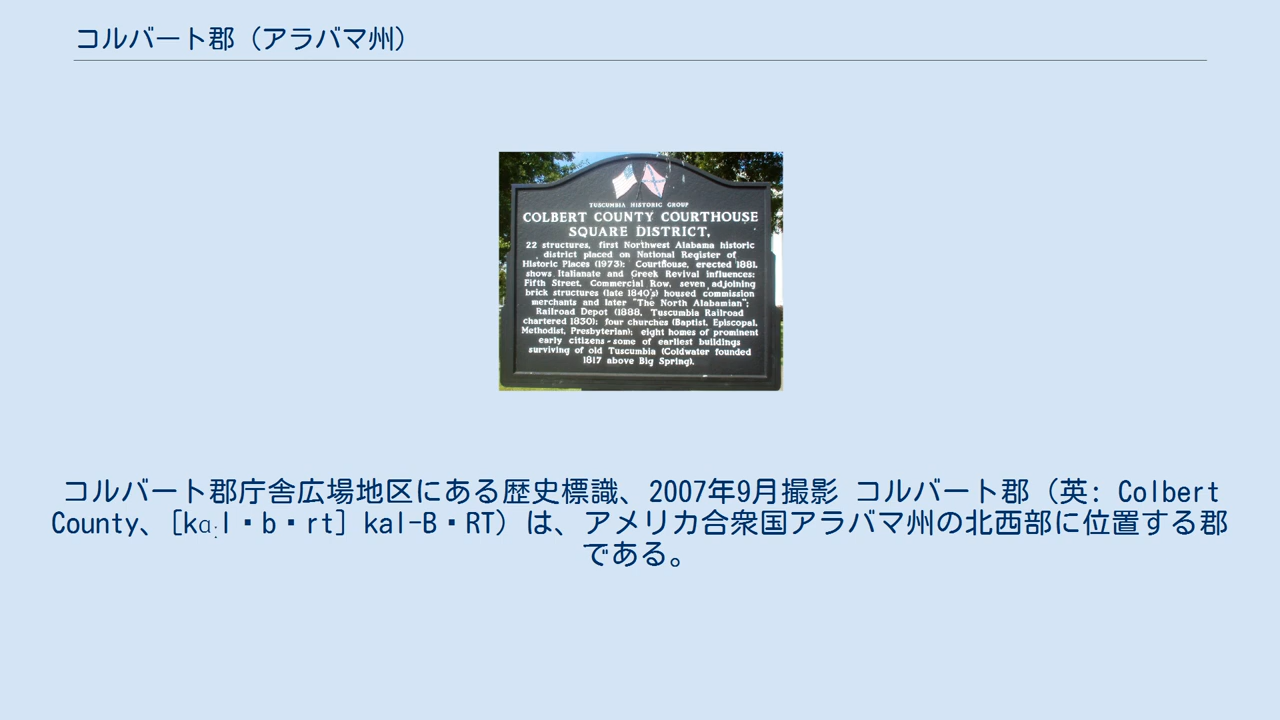 コルバート郡（アラバマ州）
TUSCUMBIA HISTORIC GROUP
COLBERT COUNTY COURTHOUSE
SQUARE DISTRICT,
22 structures, first Northwest Alabama historic
district placed on National Register of
Historic Places (1973): Courthouse, erected 1881,
shows Italianate and Greek Revival influences;
Fifth Street, Commercial Row, seven adjoining
brick structures (late 1840's) housed commission
merchants and later "The North Alabamian";
Railroad Depot (1888, Tuscumbia Railroad
chartered 1830); four churches (Baptist, Episcopal,
Methodist, Presbyterian); eight homes of prominent
early citizens - some of earliest buildings
surviving of old Tuscumbia (Coldwater founded
1817 above Big Spring).
コルバート郡庁舎広場地区にある歴史標識、2007年9月撮影 コルバート郡（英: Colbert
County、[kɑːl・b・rt] kal-B・RT）は、アメリカ合衆国アラバマ州の北西部に位置する郡
である。